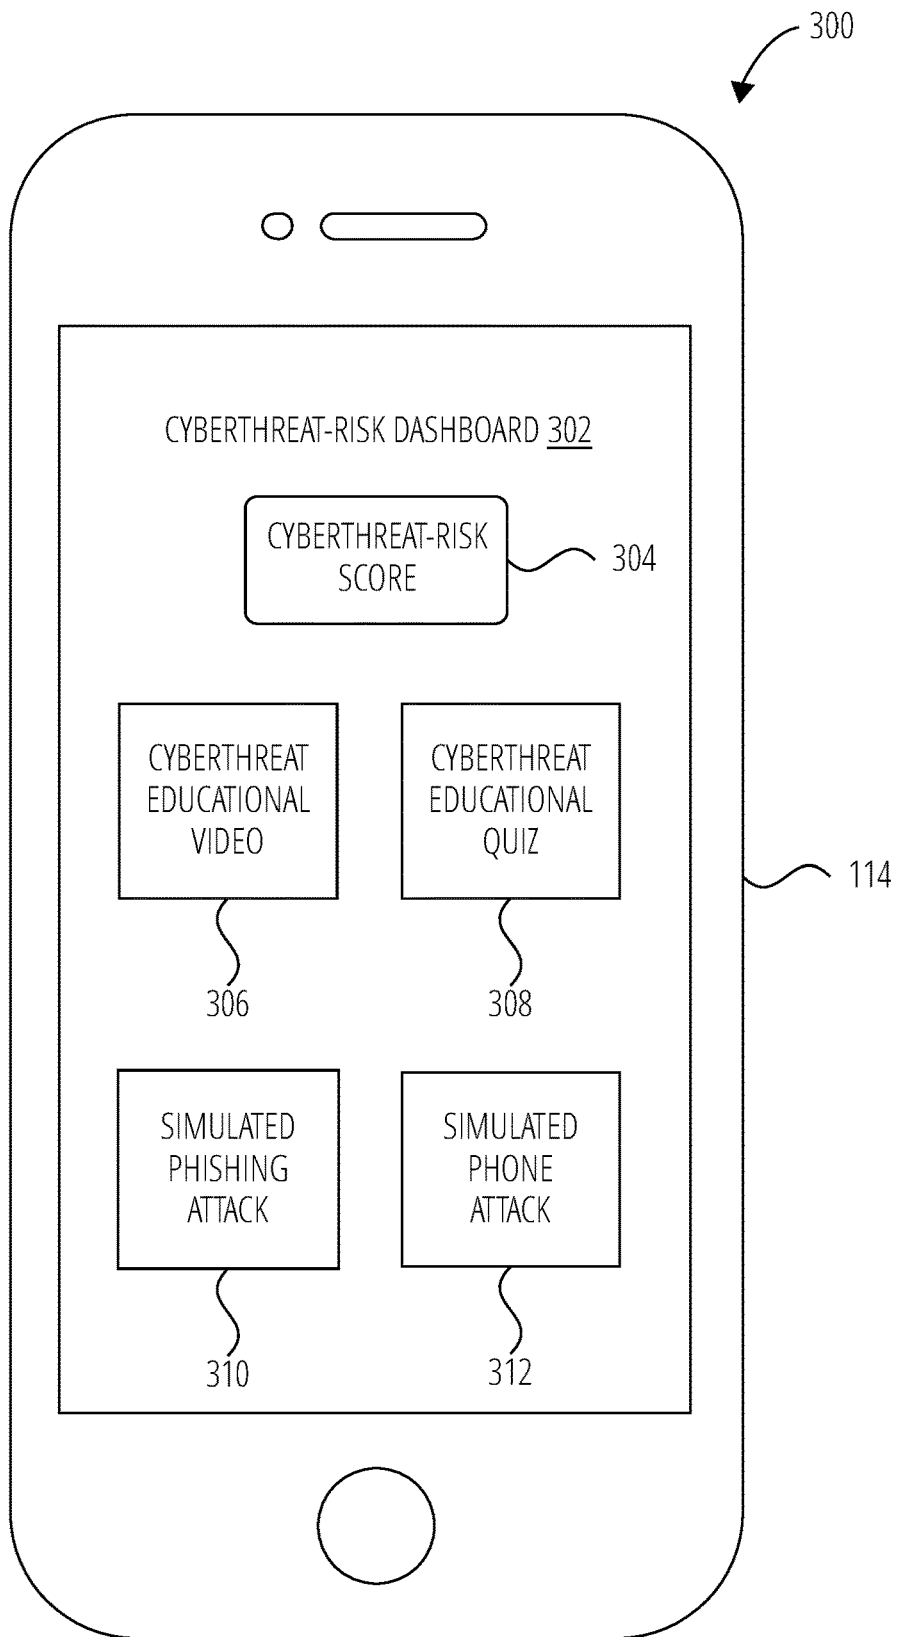 300
CYBERTHREAT-RISK DASHBOARD 302
CYBERTHREAT-RISK
SCORE
304
CYBERTHREAT
EDUCATIONAL
VIDEO
306
CYBERTHREAT
EDUCATIONAL
QUIZ
308
114
SIMULATED
PHISHING
ATTACK
310
SIMULATED
PHONE
ATTACK
312